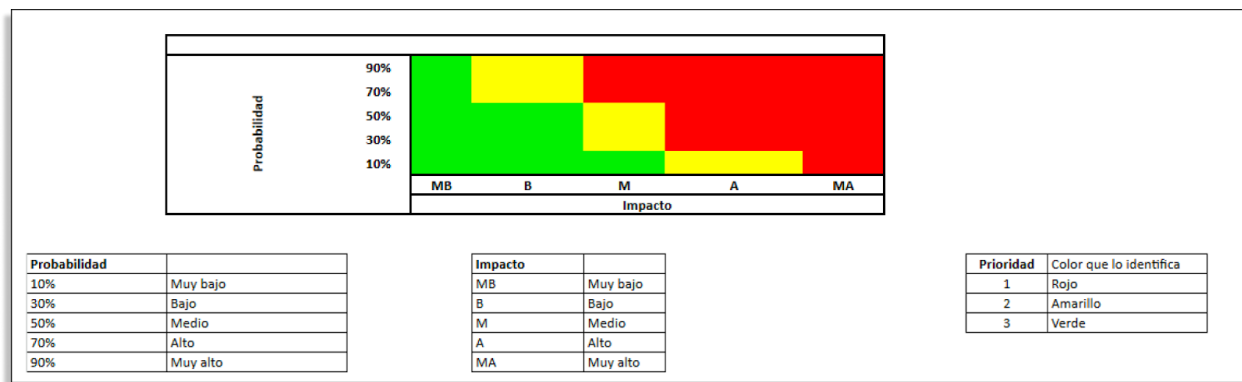 Probabilidad
90%
70%
50%
30%
10%
MB B M A MA
Impacto
Probabilidad
10% Muy bajo
30% Bajo
50% Medio
70% Alto
90% Muy alto
Impacto
MB Muy bajo
B Bajo
M Medio
A Alto
MA Muy alto
Prioridad Color que lo identifica
1 Rojo
2 Amarillo
3 Verde